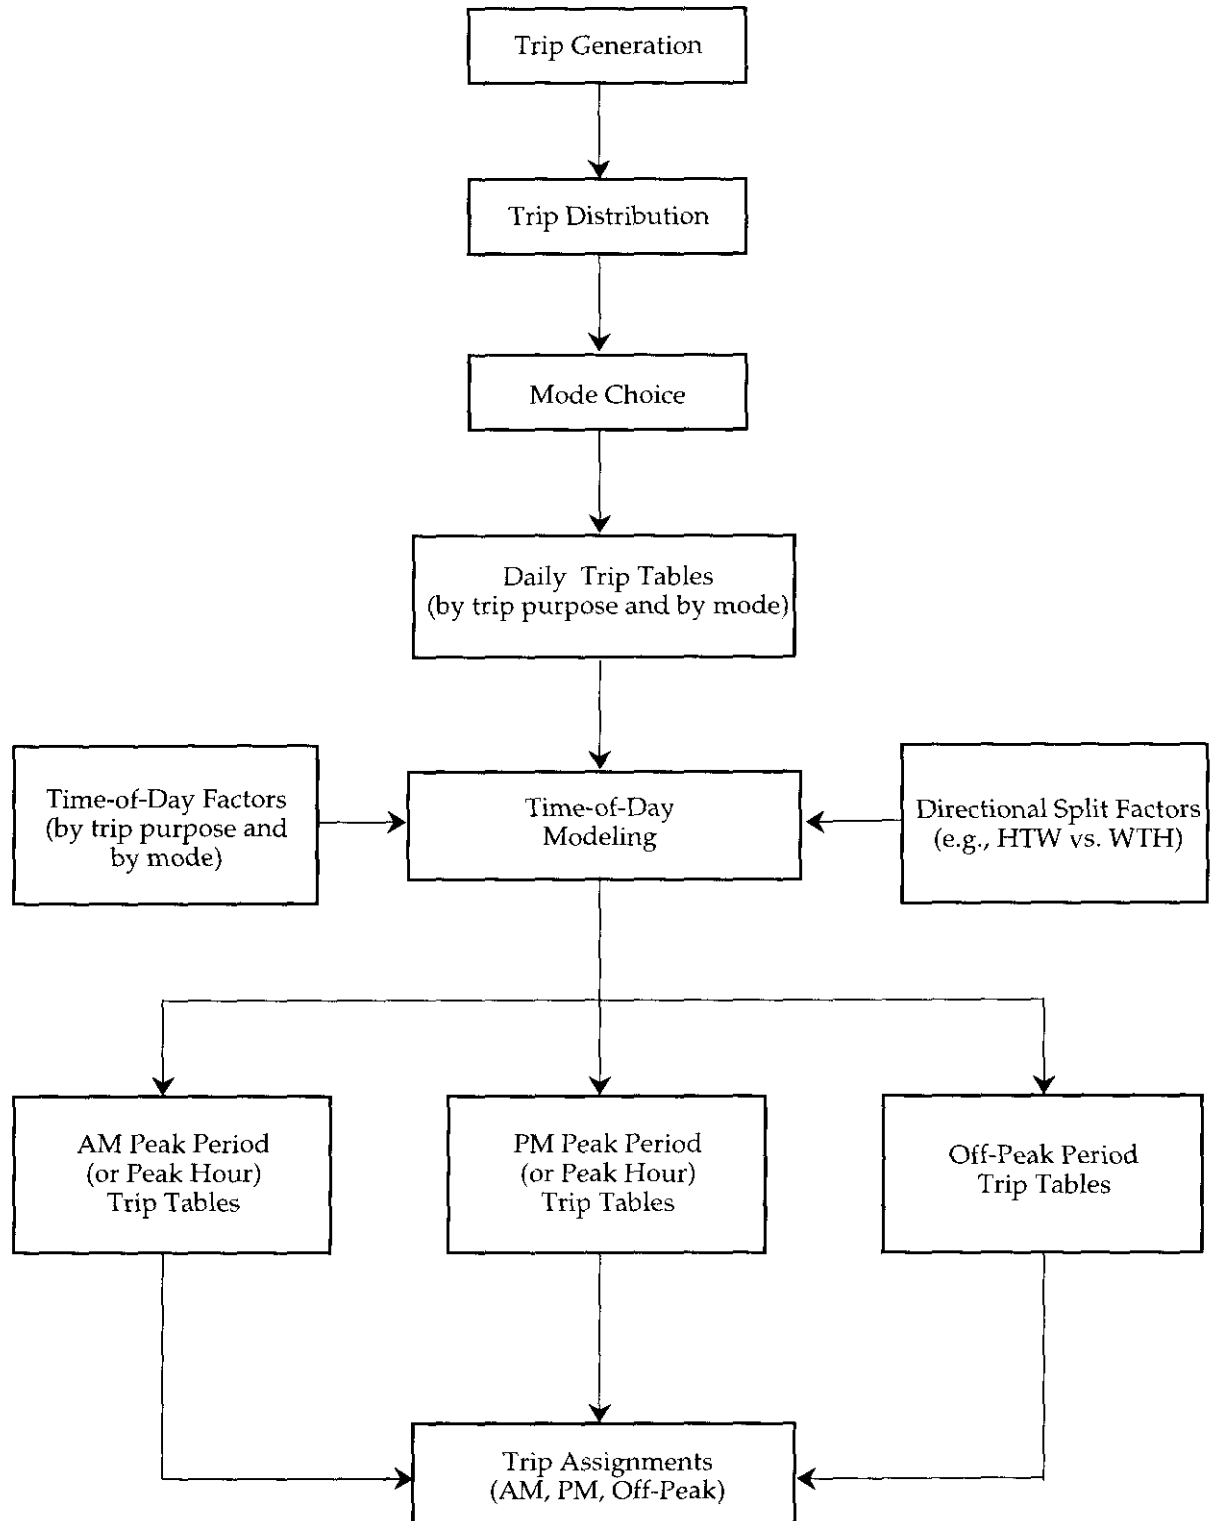 Trip Generation
Trip Distribution
Mode Choice
Daily Trip Tables
(by trip purpose and by mode)
Time-of-Day Factors
(by trip purpose and
by mode)
Time-of-Day
Modeling
Directional Split Factors
(e.g., HTW vs. WTH)
AM Peak Period
(or Peak Hour)
Trip Tables
PM Peak Period
(or Peak Hour)
Trip Tables
Off-Peak Period
Trip Tables
Trip Assignments
(AM, PM, Off-Peak)